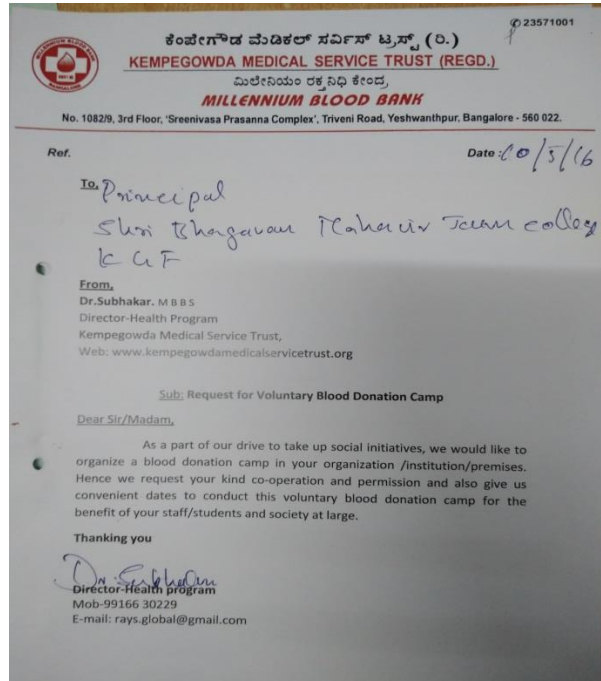 ✆ 23571001
ಕೆಂಪೇಗೌಡ ಮೆಡಿಕಲ್ ಸರ್ವಿಸ್ ಟ್ರಸ್ಟ್ (ರಿ.)
KEMPEGOWDA MEDICAL SERVICE TRUST (REGD.)
ಮಿಲೇನಿಯಂ ರಕ್ತ ನಿಧಿ ಕೇಂದ್ರ
MILLENNIUM BLOOD BANK
No. 1082/9, 3rd Floor, 'Sreenivasa Prasanna Complex', Triveni Road, Yeshwanthpur, Bangalore - 560 022.
MILLENNIUM BLOOD BANK
BANGALORE
Ref.
Date : 10/5/16
To,
Principal
Shri Bhagavan Mahavir Jain college
KGF
From,
Dr.Subhakar. M B B S
Director-Health Program
Kempegowda Medical Service Trust,
Web: www.kempegowdamedicalservicetrust.org
Sub: Request for Voluntary Blood Donation Camp
Dear Sir/Madam,
As a part of our drive to take up social initiatives, we would like to
organize a blood donation camp in your organization /institution/premises.
Hence we request your kind co-operation and permission and also give us
convenient dates to conduct this voluntary blood donation camp for the
benefit of your staff/students and society at large.
Thanking you
Director-Health program
Mob-99166 30229
E-mail: rays.global@gmail.com